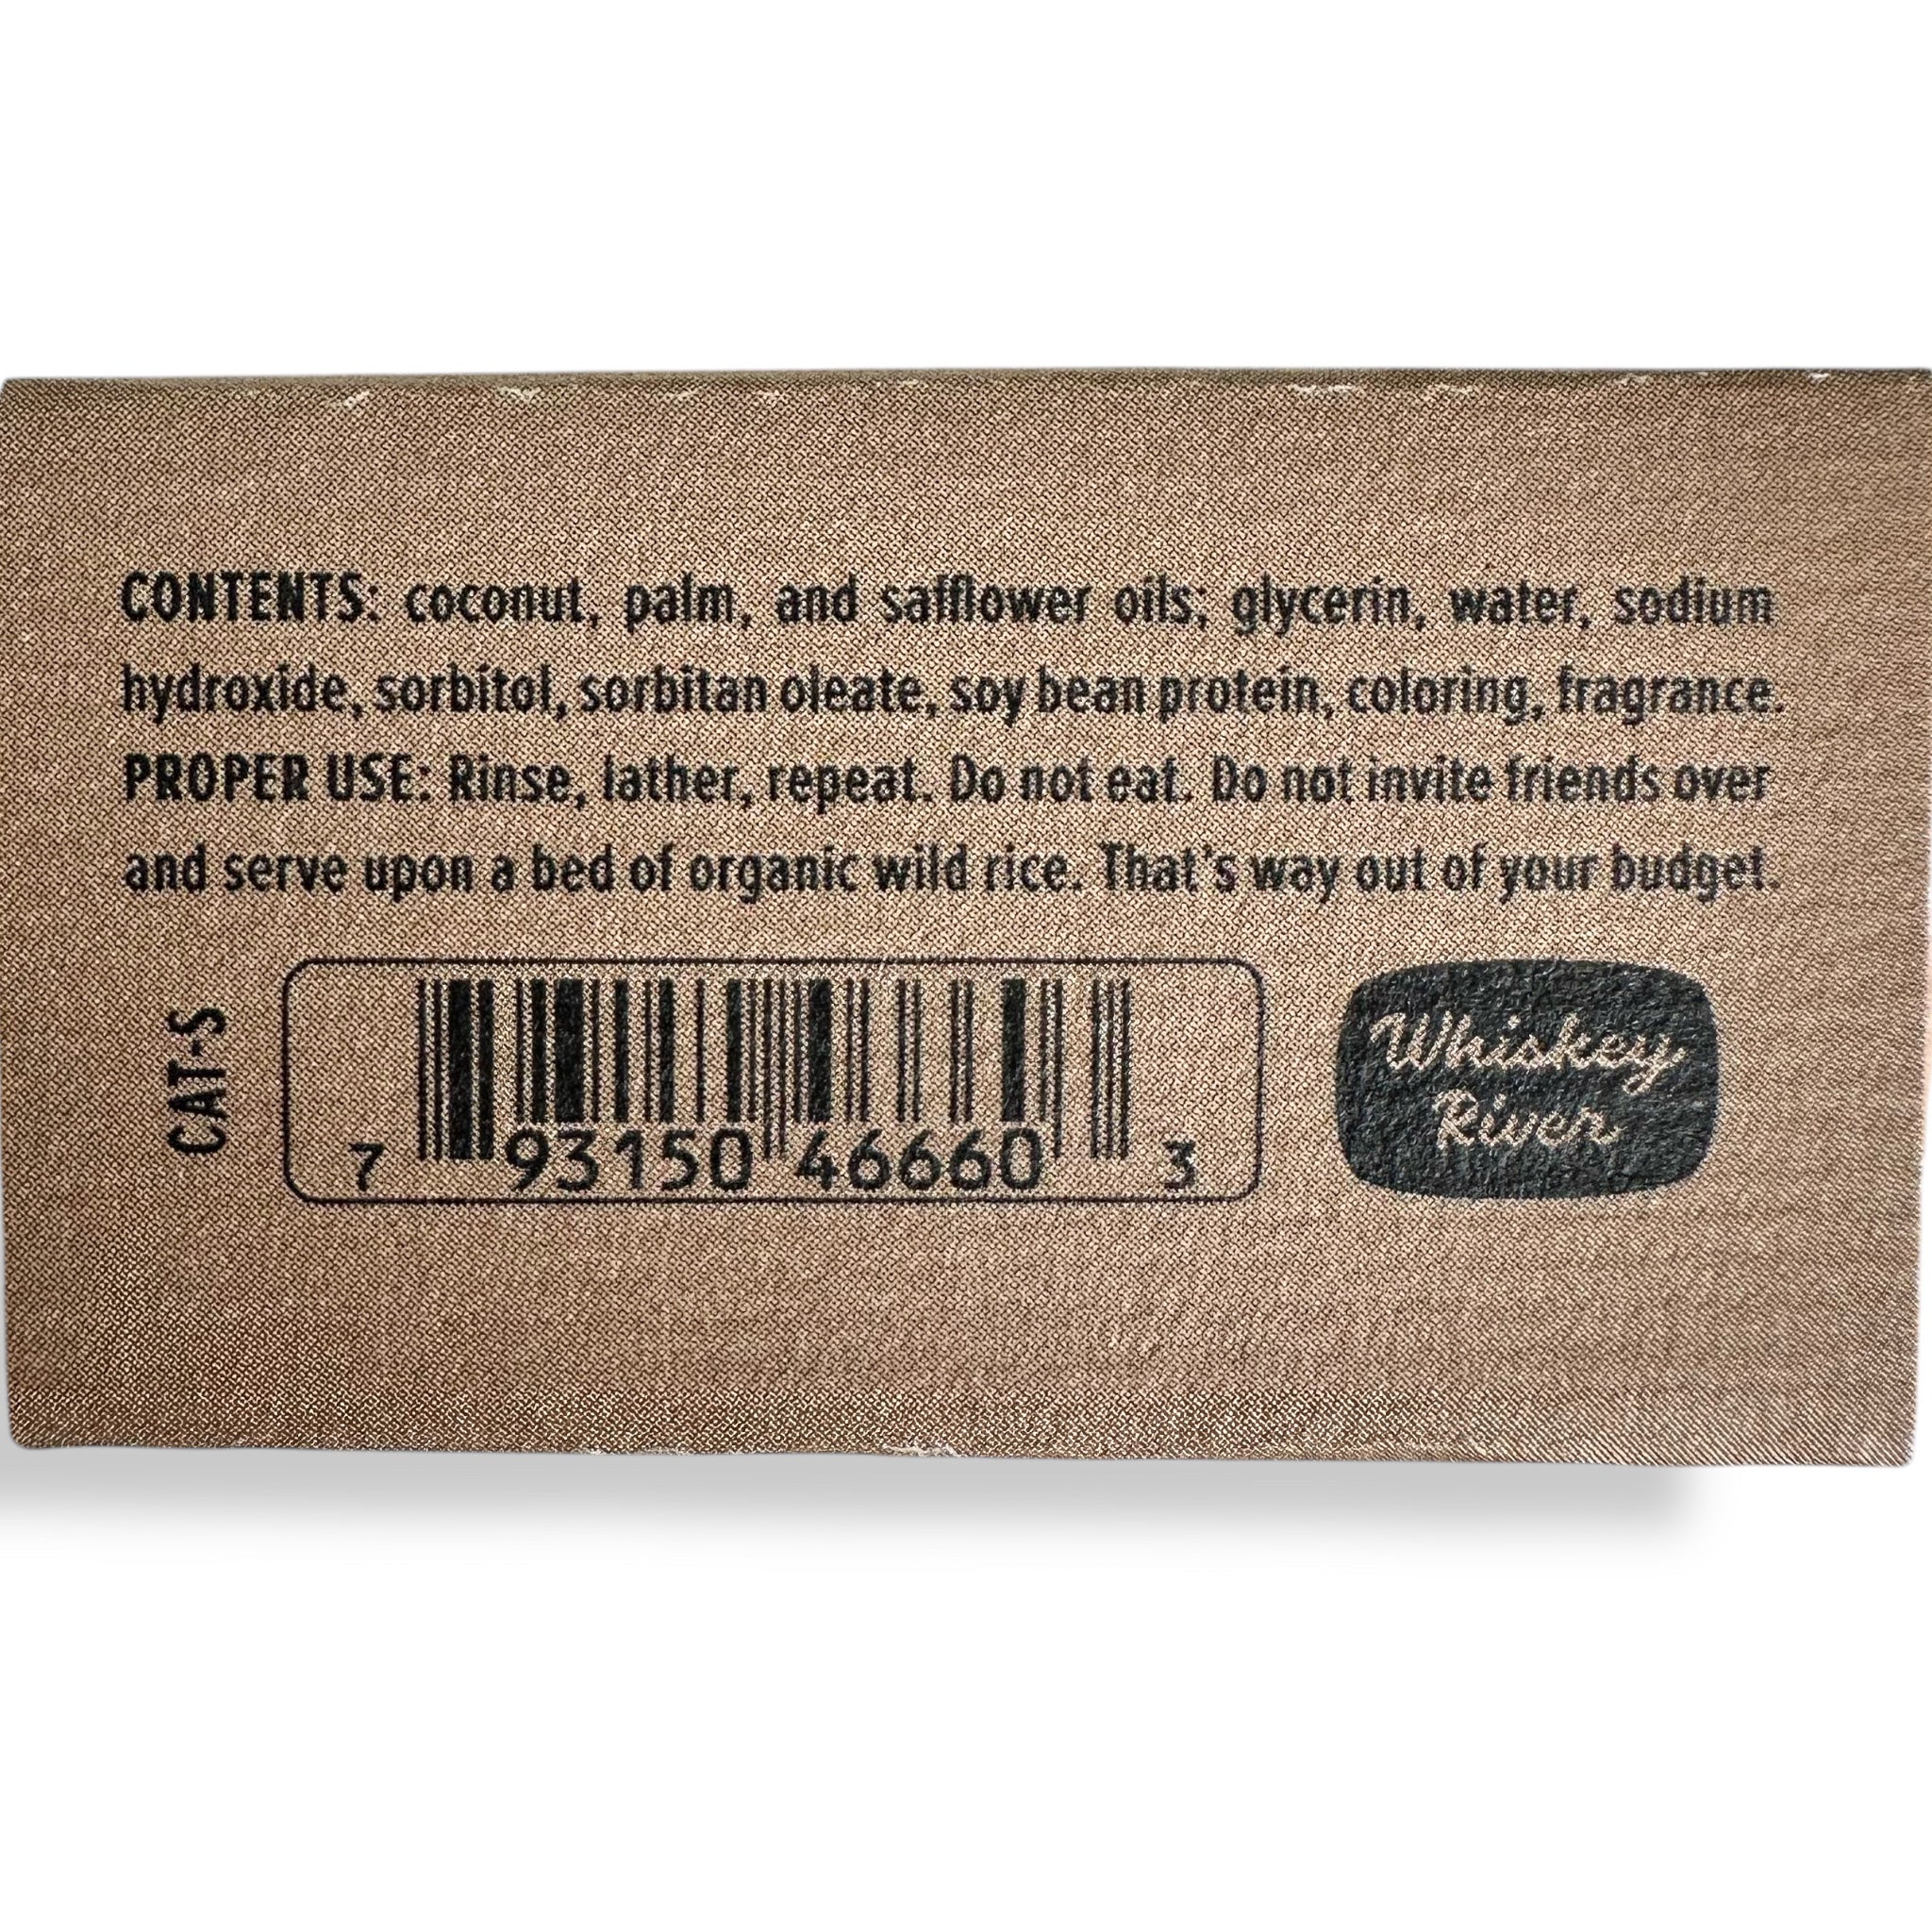 CONTENTS: coconut, palm, and safflower oils; glycerin, water, sodium
hydroxide, sorbitol, sorbitan oleate, soy bean protein, coloring, fragrance.
PROPER USE: Rinse, lather, repeat. Do not eat. Do not invite friends over
and serve upon a bed of organic wild rice. That's way out of your budget.
CAT-S
7 93150 46660 3
Whiskey
River